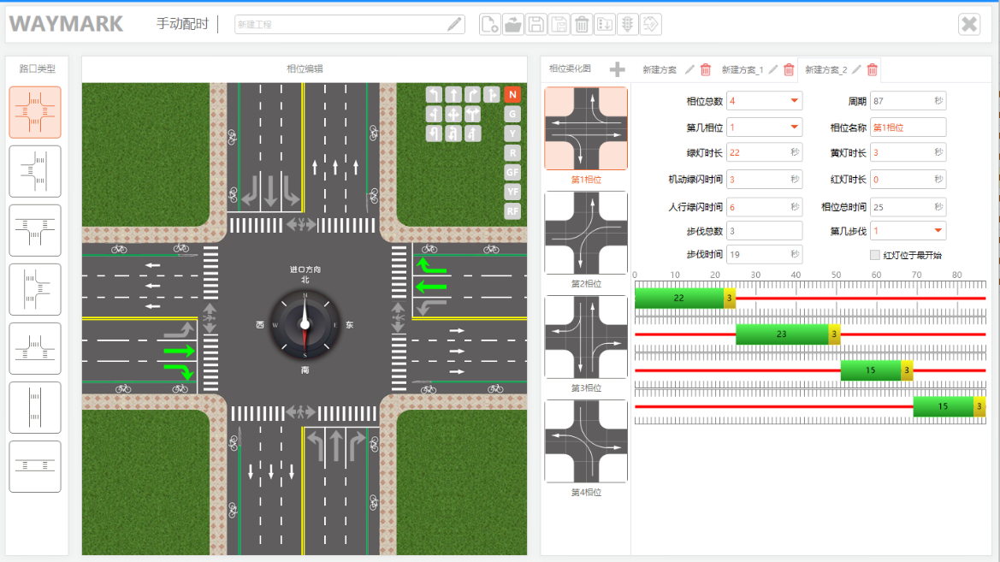 WAYMARK 手动配时 新建工程
路口类型
相位编辑
N
G
Y
R
GF
YF
RF
进口方向
北
西 W N E S 东
南
相位渠化图 新建方案 新建方案_1 新建方案_2
第1相位
第2相位
第3相位
第4相位
相位总数 4 周期 87 秒
第几相位 1 相位名称 第1相位
绿灯时长 22 秒 黄灯时长 3 秒
机动绿闪时间 3 秒 红灯时长 0 秒
人行绿闪时间 6 秒 相位总时间 25 秒
步伐总数 3 第几步伐 1
步伐时间 19 秒 红灯位于最开始
0 10 20 30 40 50 60 70 80
22 3
23 3
15 3
15 3